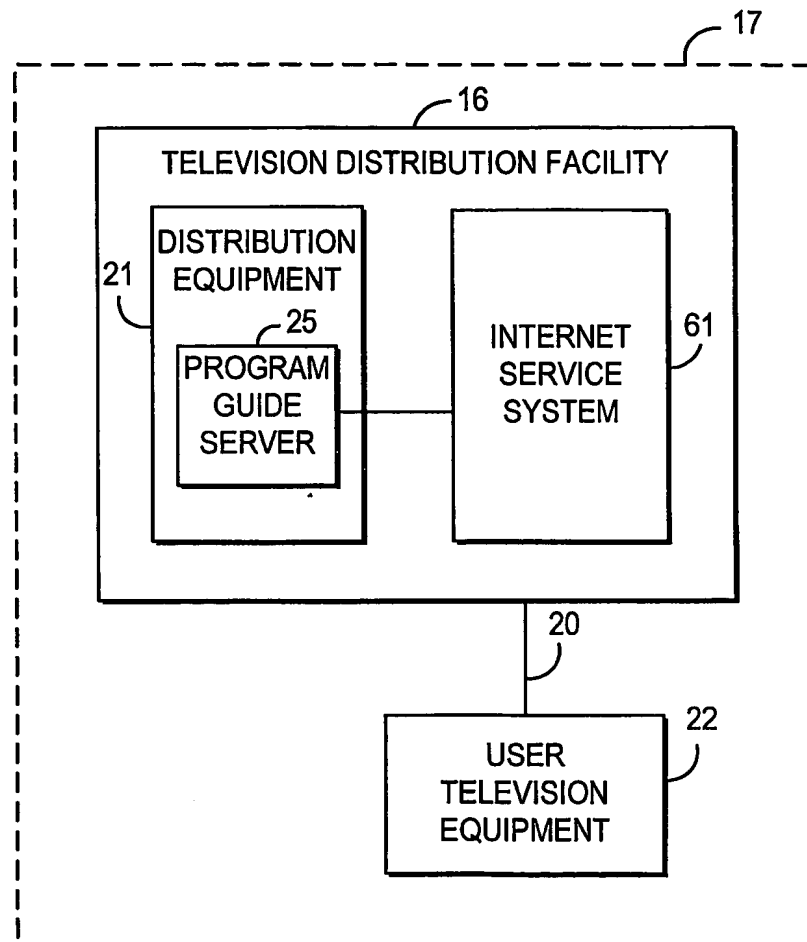 17
16
TELEVISION DISTRIBUTION FACILITY
DISTRIBUTION
EQUIPMENT
21
25
PROGRAM
GUIDE
SERVER
INTERNET
SERVICE
SYSTEM
61
20
22
USER
TELEVISION
EQUIPMENT